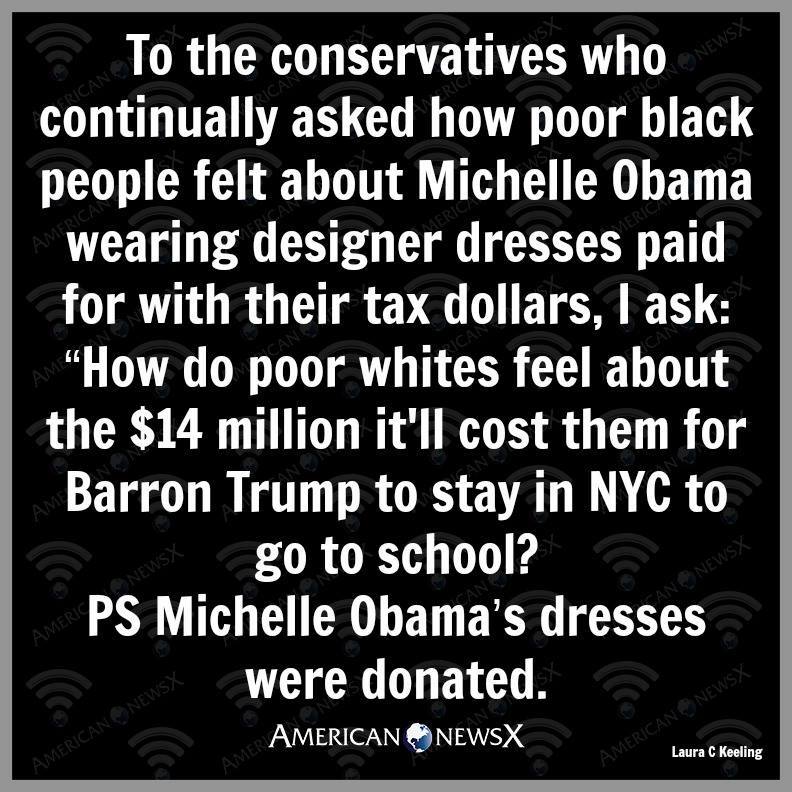 To the conservatives who
continually asked how poor black
people felt about Michelle Obama
wearing designer dresses paid
for with their tax dollars, I ask:
“How do poor whites feel about
the $14 million it'll cost them for
Barron Trump to stay in NYC to
go to school?
PS Michelle Obama’s dresses
were donated.
AMERICAN NEWSX
Laura C Keeling